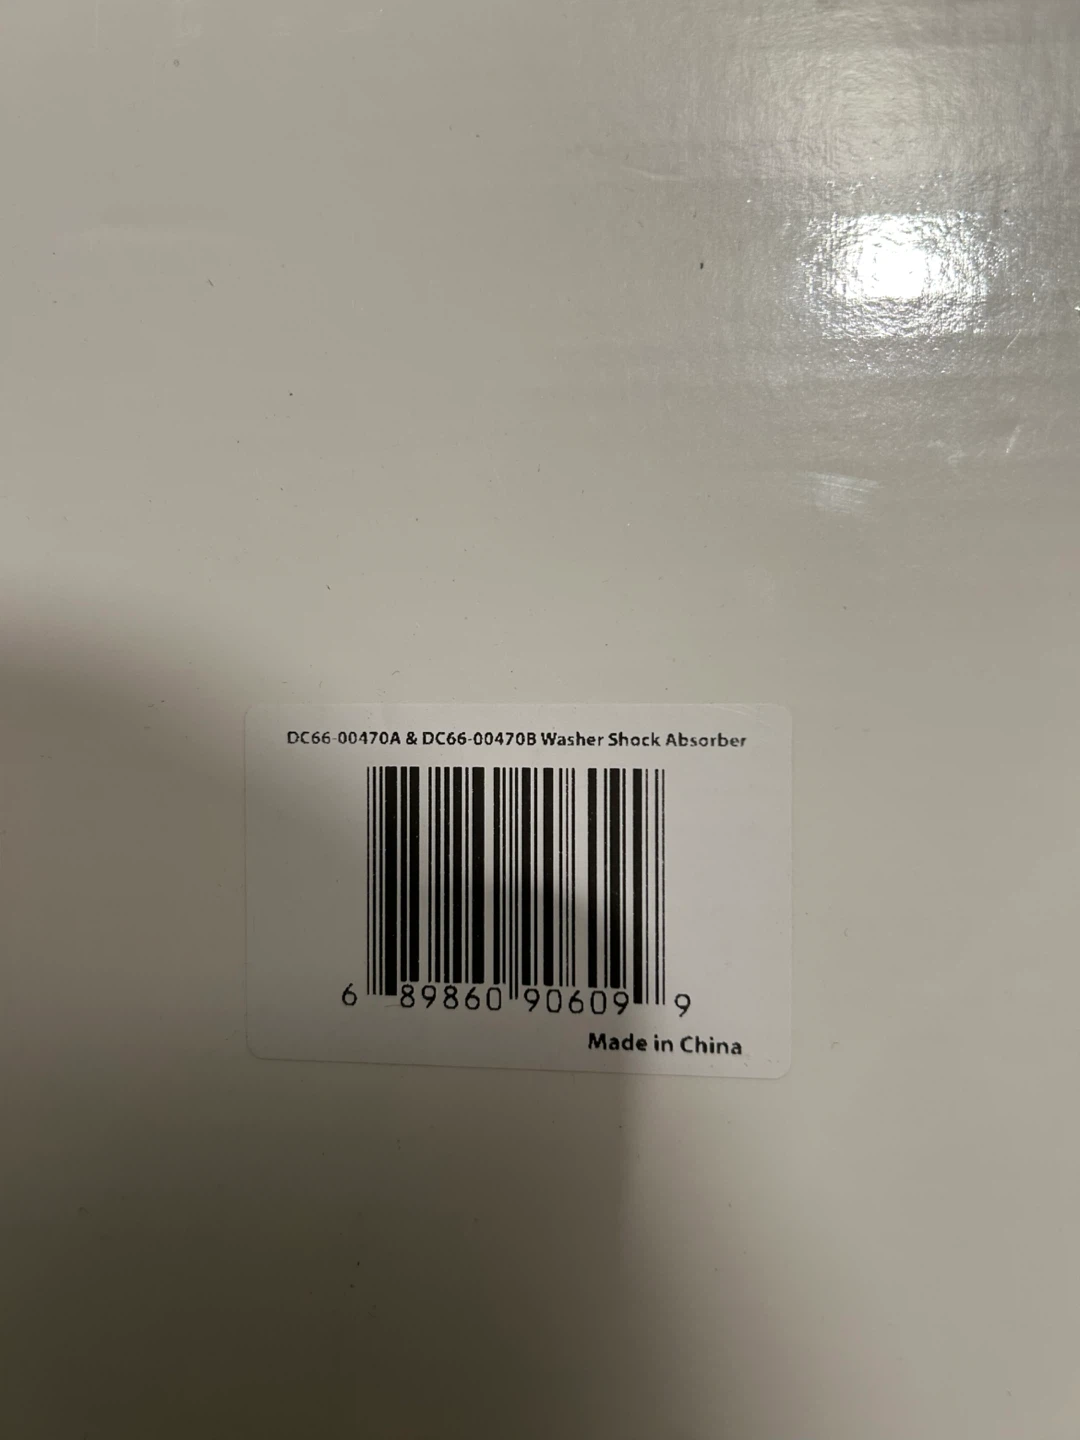 DC66-00470A & DC66-00470B Washer Shock Absorber
6 89860 90609 9
Made in China